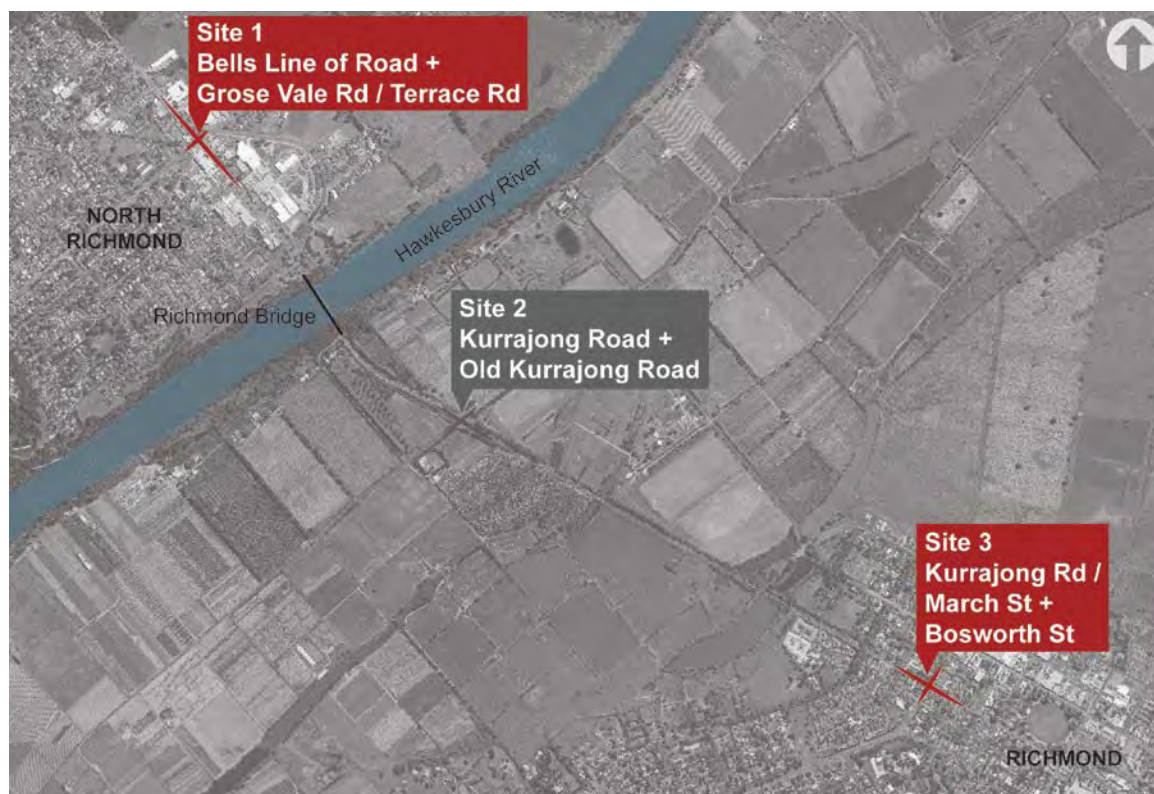 Site 1
Bells Line of Road +
Grose Vale Rd / Terrace Rd
NORTH
RICHMOND
Hawkesbury River
Richmond Bridge
Site 2
Kurrajong Road +
Old Kurrajong Road
Site 3
Kurrajong Rd /
March St +
Bosworth St
RICHMOND